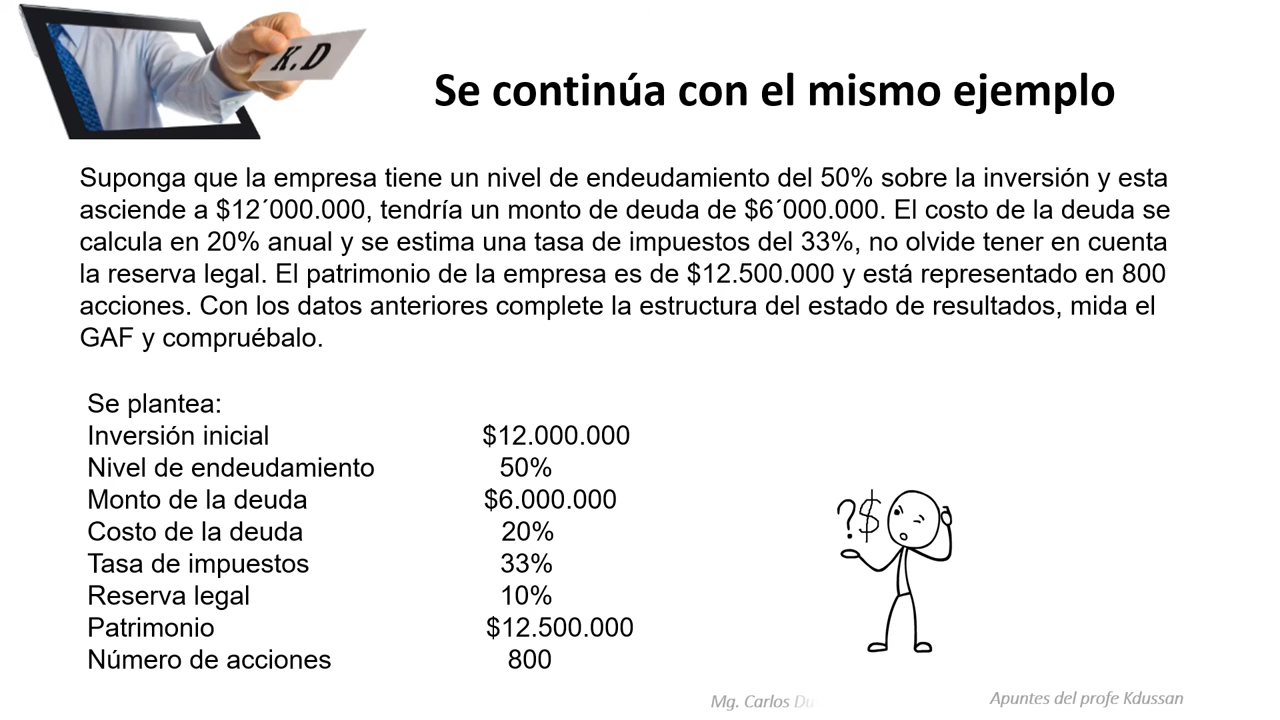 K.D
Se continúa con el mismo ejemplo
Suponga que la empresa tiene un nivel de endeudamiento del 50% sobre la inversión y esta
asciende a $12´000.000, tendría un monto de deuda de $6´000.000. El costo de la deuda se
calcula en 20% anual y se estima una tasa de impuestos del 33%, no olvide tener en cuenta
la reserva legal. El patrimonio de la empresa es de $12.500.000 y está representado en 800
acciones. Con los datos anteriores complete la estructura del estado de resultados, mida el
GAF y compruébalo.
Se plantea:
Inversión inicial $12.000.000
Nivel de endeudamiento 50%
Monto de la deuda $6.000.000
Costo de la deuda 20%
Tasa de impuestos 33%
Reserva legal 10%
Patrimonio $12.500.000
Número de acciones 800
?$
Mg. Carlos
Apuntes del profe Kdussan